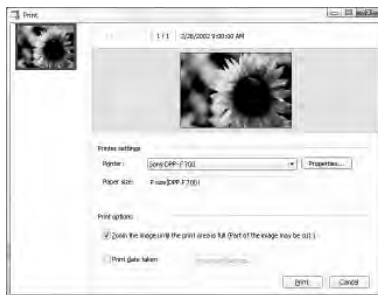 Print
1 / 1 2/28/2002 9:00:00 AM
Printer settings
Printer: Sony DPP-F700 Properties...
Paper size: P size(DPP-F700)
Print options
Zoom the image until the print area is full (Part of the image may be cut.)
Print date taken
Print Cancel